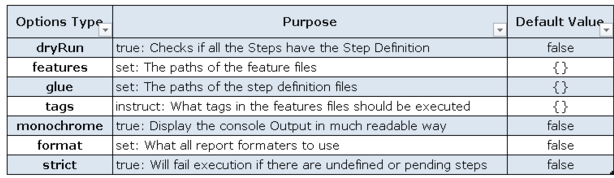 Options Type Purpose Default Value
dryRun true: Checks if all the Steps have the Step Definition false
features set: The paths of the feature files {}
glue set: The paths of the step definition files {}
tags instruct: What tags in the features files should be executed {}
monochrome true: Display the console Output in much readable way false
format set: What all report formaters to use false
strict true: Will fail execution if there are undefined or pending steps false